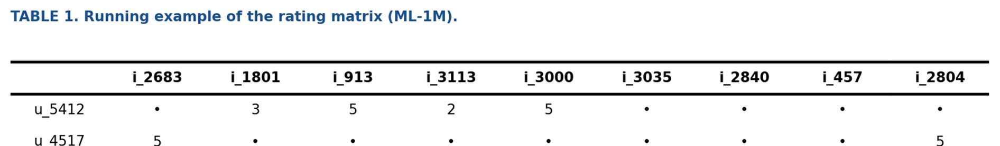 TABLE 1. Running example of the rating matrix (ML-1M).
i_2683 i_1801 i_913 i_3113 i_3000 i_3035 i_2840 i_457 i_2804
u_5412 • 3 5 2 5 • • • •
u_4517 5 • • • • • • • 5